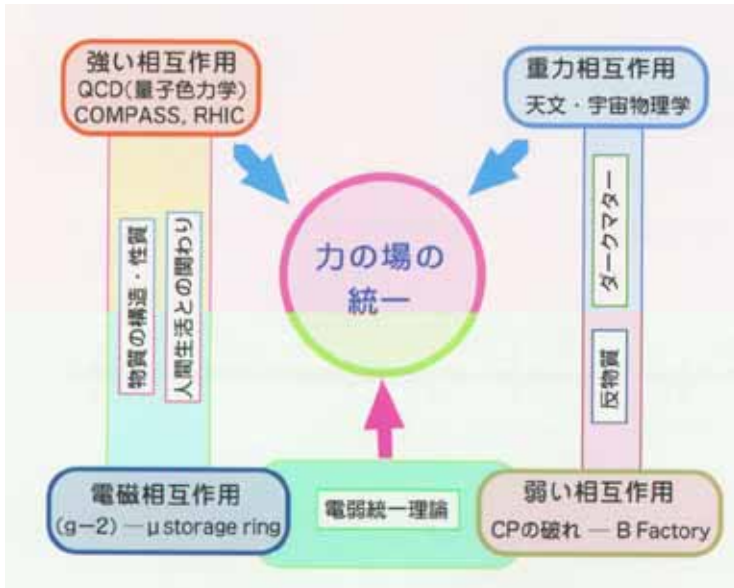 強い相互作用
QCD(量子色力学)
COMPASS, RHIC
重力相互作用
天文・宇宙物理学
力の場の
統一
物質の構造・性質
人間生活との関わり
ダークマター
反物質
電磁相互作用
(g−2) — μ storage ring
電弱統一理論
弱い相互作用
CPの破れ — B Factory